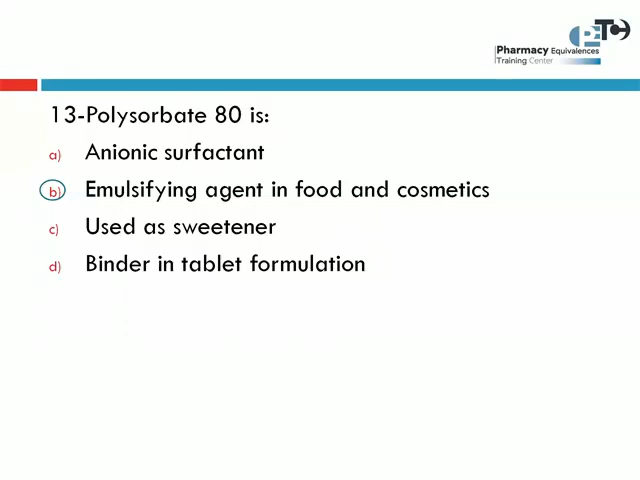 PTC
Pharmacy Equivalences
Training Center
13-Polysorbate 80 is:
a) Anionic surfactant
b) Emulsifying agent in food and cosmetics
c) Used as sweetener
d) Binder in tablet formulation